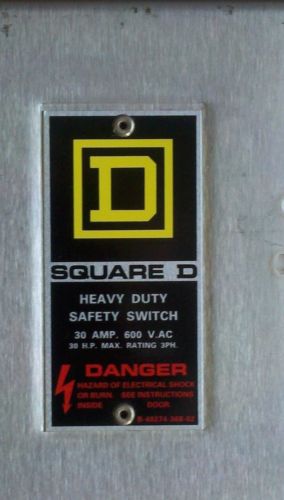 D
SQUARE D
HEAVY DUTY
SAFETY SWITCH
30 AMP. 600 V.AC
30 H.P. MAX. RATING 3PH.
DANGER
HAZARD OF ELECTRICAL SHOCK
OR BURN. SEE INSTRUCTIONS
INSIDE DOOR